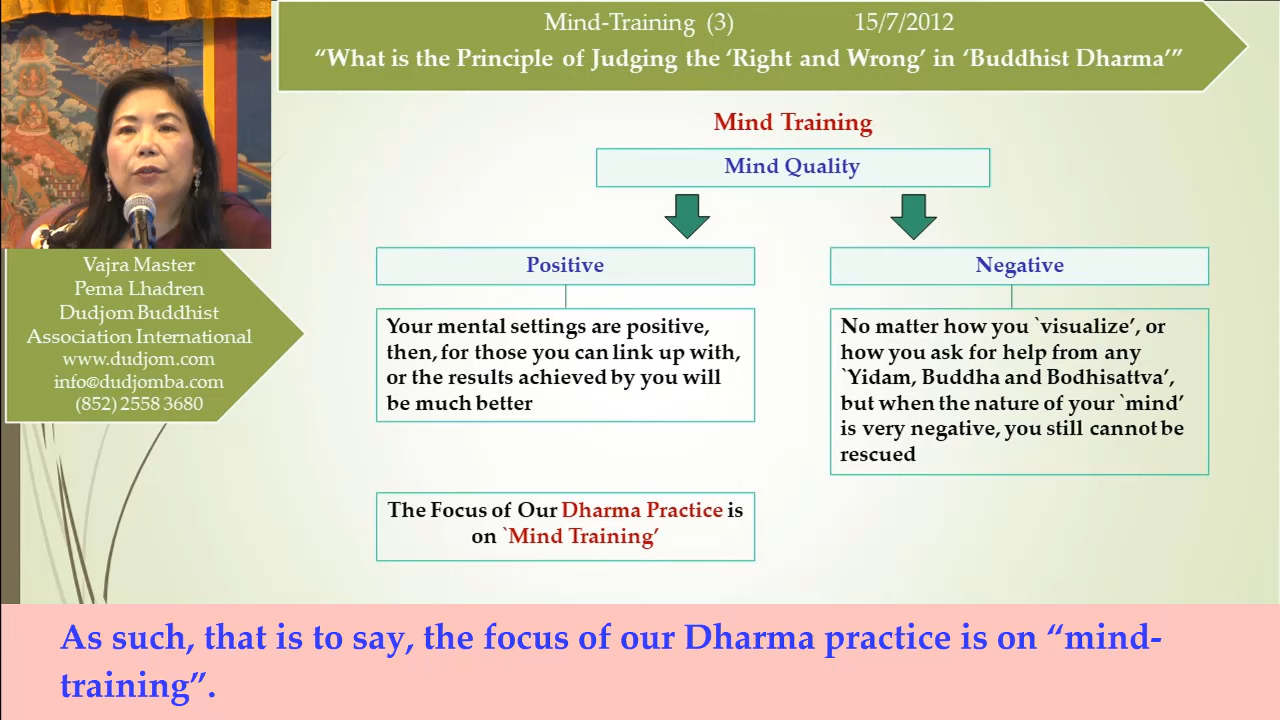 Mind-Training (3) 15/7/2012
“What is the Principle of Judging the ‘Right and Wrong’ in ‘Buddhist Dharma’”
Mind Training
Mind Quality
Positive
Your mental settings are positive,
then, for those you can link up with,
or the results achieved by you will
be much better
Negative
No matter how you `visualize’, or
how you ask for help from any
`Yidam, Buddha and Bodhisattva’,
but when the nature of your `mind’
is very negative, you still cannot be
rescued
The Focus of Our Dharma Practice is
on `Mind Training’
Vajra Master
Pema Lhadren
Dudjom Buddhist
Association International
www.dudjom.com
info@dudjomba.com
(852) 2558 3680
As such, that is to say, the focus of our Dharma practice is on “mind-
training”.